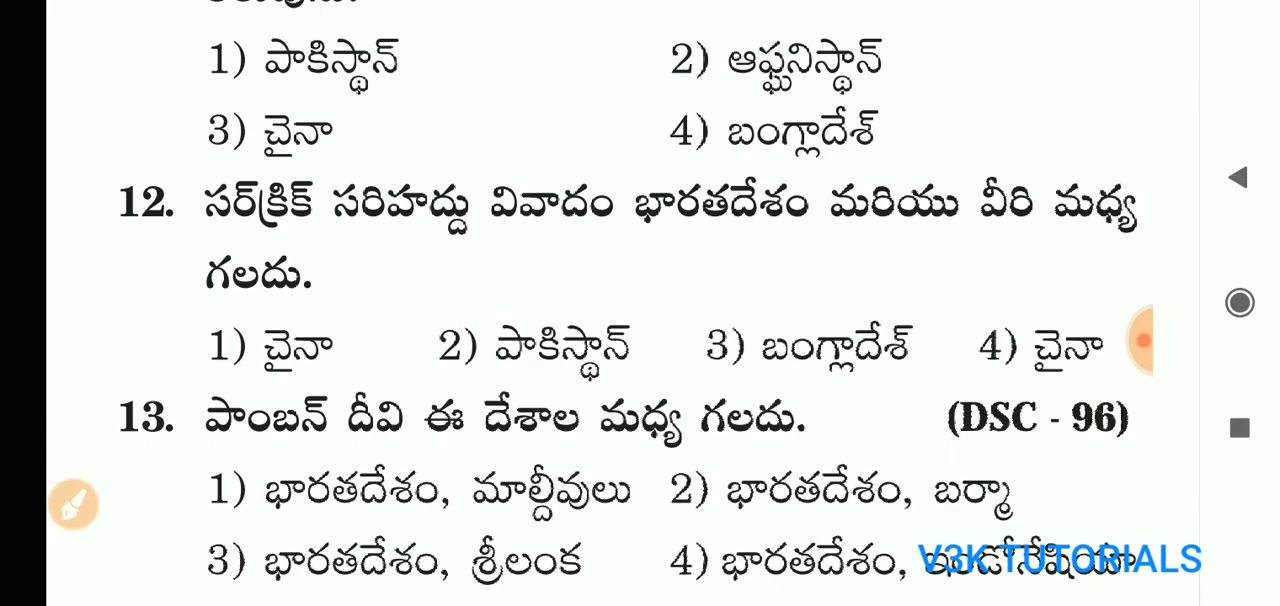 1) పాకిస్థాన్ 2) ఆఫ్ఘనిస్థాన్
3) చైనా 4) బంగ్లాదేశ్
12. సర్‌క్రిక్ సరిహద్దు వివాదం భారతదేశం మరియు వీరి మధ్య
గలదు.
1) చైనా 2) పాకిస్థాన్ 3) బంగ్లాదేశ్ 4) చైనా
13. పాంబన్ దీవి ఈ దేశాల మధ్య గలదు. (DSC - 96)
1) భారతదేశం, మాల్దీవులు 2) భారతదేశం, బర్మా
3) భారతదేశం, శ్రీలంక 4) భారతదేశం, V3K TUTORIALS